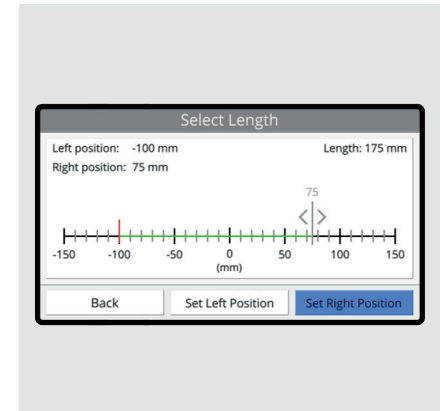 Select Length
Left position: -100 mm Length: 175 mm
Right position: 75 mm
75
-150 -100 -50 0 50 100 150
(mm)
Back Set Left Position Set Right Position